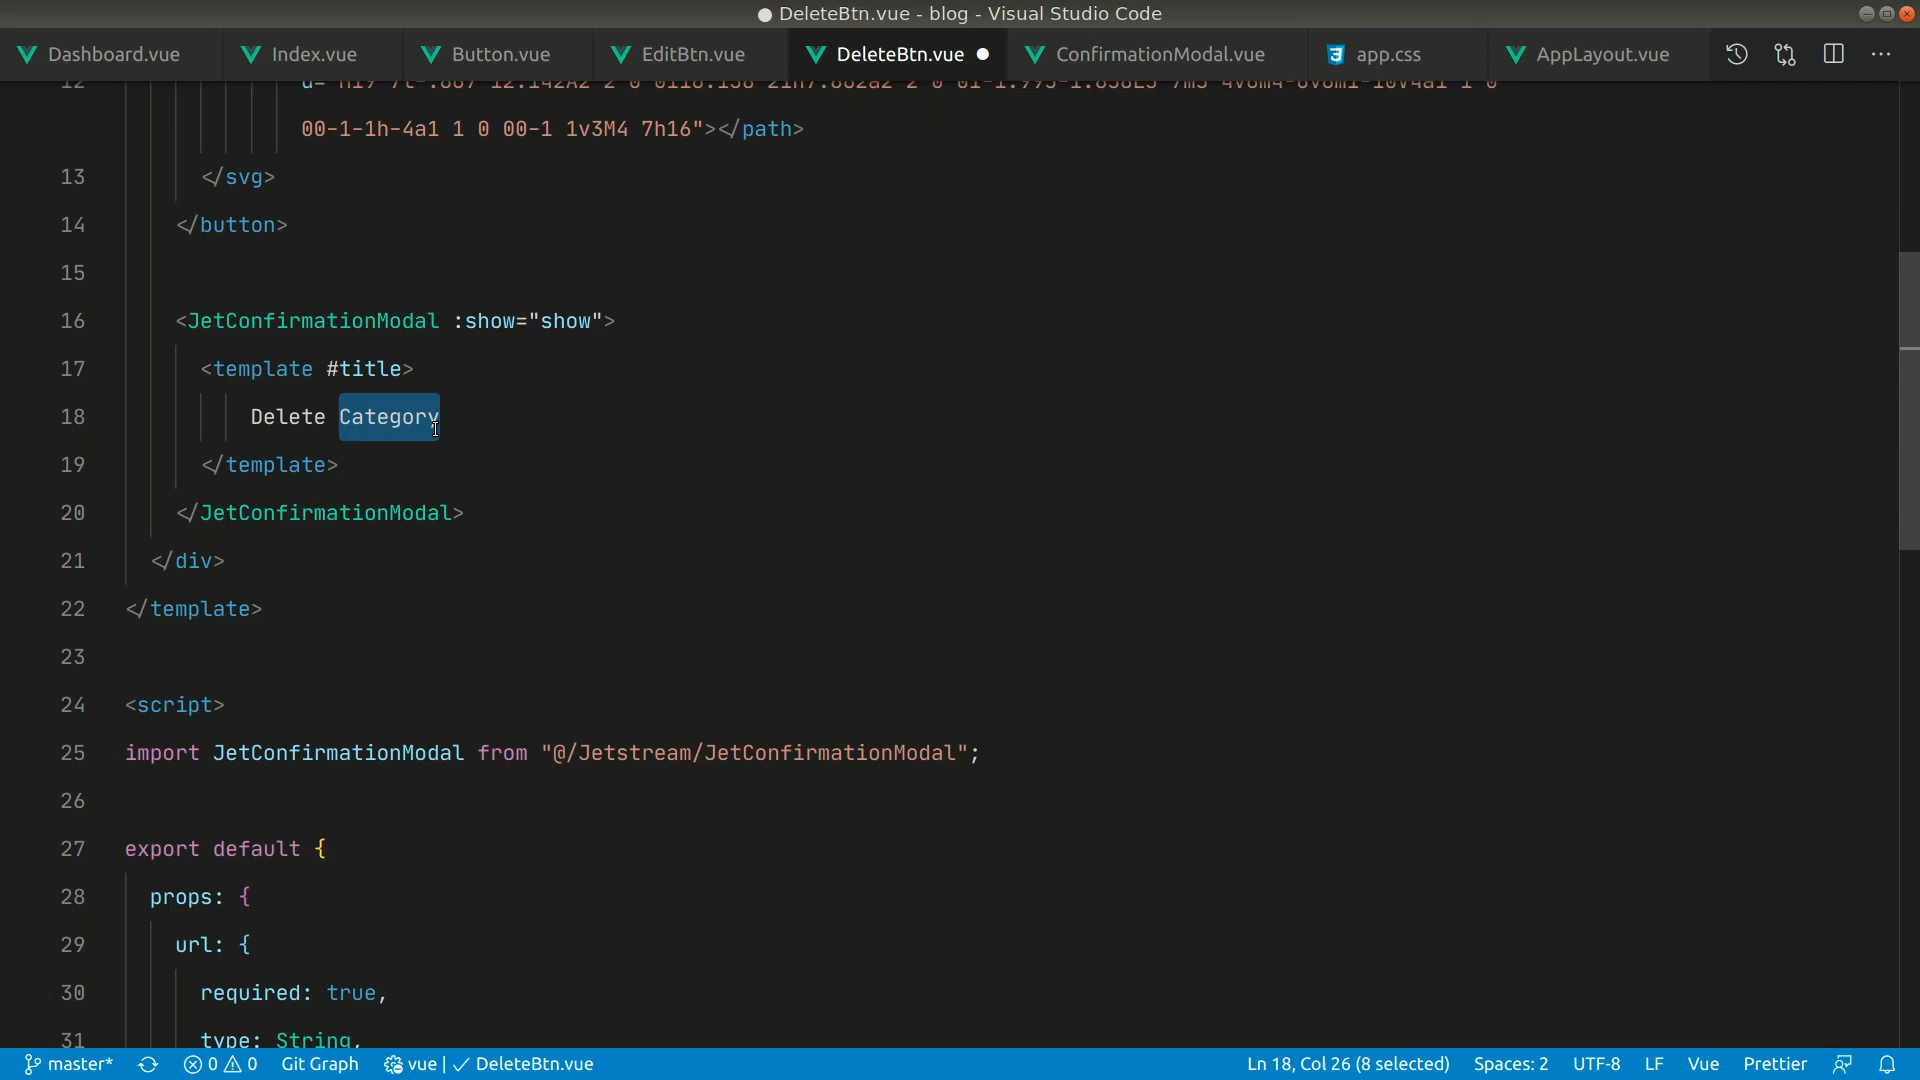 DeleteBtn.vue - blog - Visual Studio Code
Dashboard.vue Index.vue Button.vue EditBtn.vue DeleteBtn.vue ConfirmationModal.vue app.css AppLayout.vue
12
00-1-1h-4a1 1 0 00-1 1v3M4 7h16"></path>
13 </svg>
14 </button>
15
16 <JetConfirmationModal :show="show">
17 <template #title>
18 Delete Category
19 </template>
20 </JetConfirmationModal>
21 </div>
22 </template>
23
24 <script>
25 import JetConfirmationModal from "@/Jetstream/JetConfirmationModal";
26
27 export default {
28 props: {
29 url: {
30 required: true,
31 type: String,
master* 0 0 Git Graph vue | DeleteBtn.vue Ln 18, Col 26 (8 selected) Spaces: 2 UTF-8 LF Vue Prettier